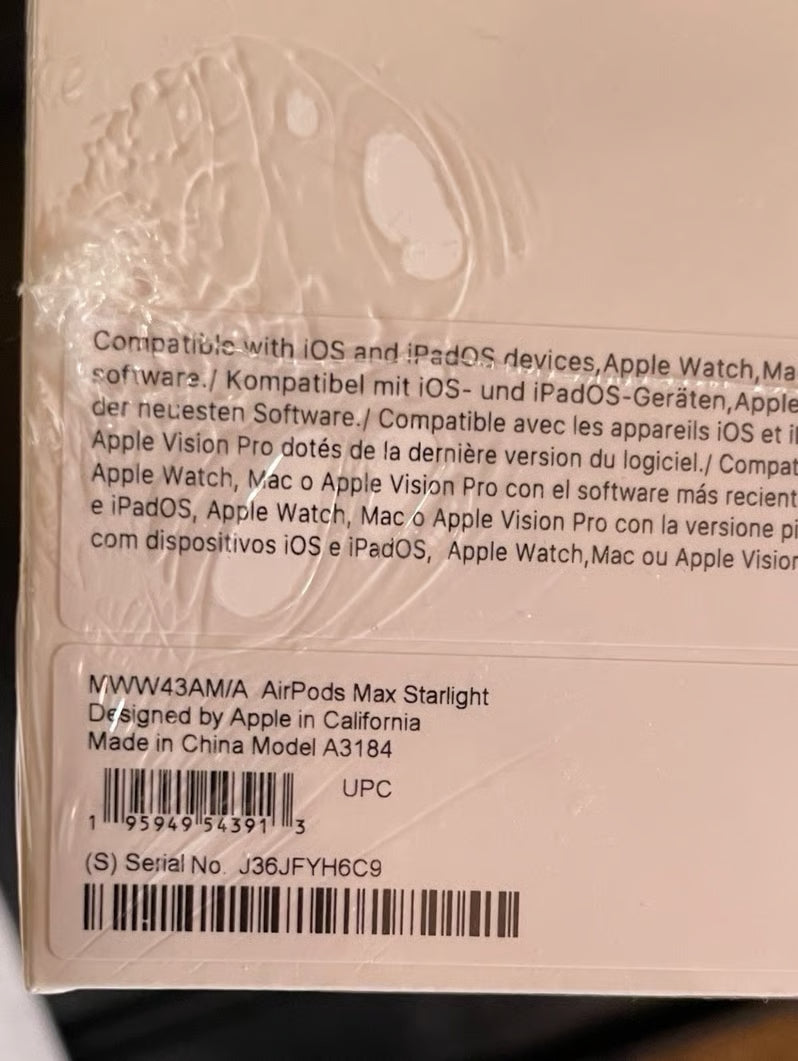 Compatible with iOS and iPadOS devices,Apple Watch,Ma
software./ Kompatibel mit iOS- und iPadOS-Geräten,Apple
der neuesten Software./ Compatible avec les appareils iOS et i
Apple Vision Pro dotés de la dernière version du logiciel./ Compat
Apple Watch, Mac o Apple Vision Pro con el software más recient
e iPadOS, Apple Watch, Mac o Apple Vision Pro con la versione pi
com dispositivos iOS e iPadOS, Apple Watch,Mac ou Apple Vision
MWW43AM/A AirPods Max Starlight
Designed by Apple in California
Made in China Model A3184
UPC
1 95949 54391 3
(S) Serial No. J36JFYH6C9